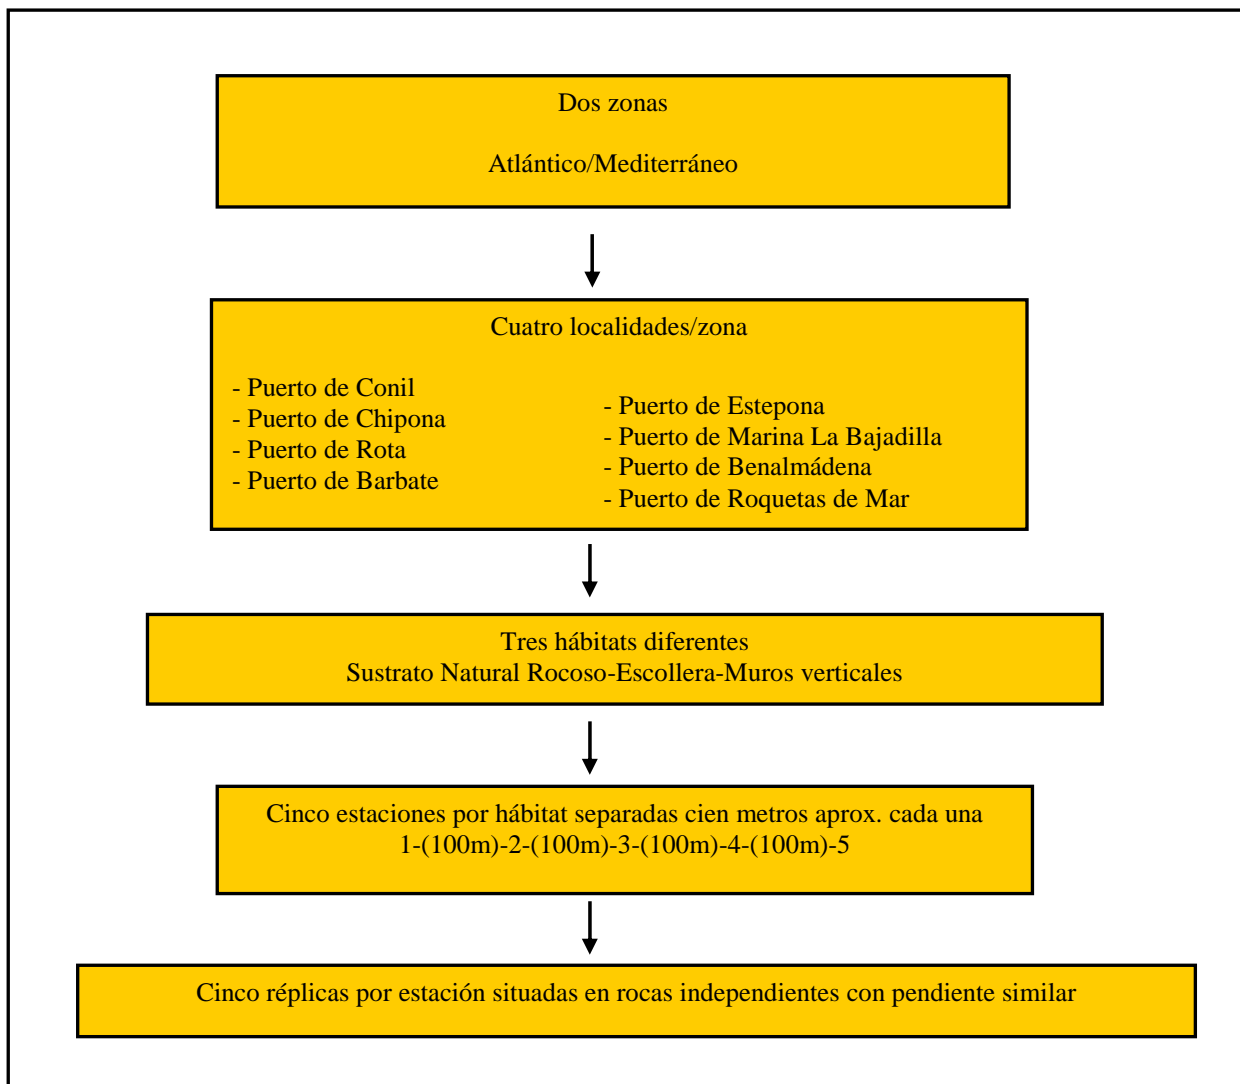 Dos zonas
Atlántico/Mediterráneo
Cuatro localidades/zona
- Puerto de Conil
- Puerto de Chipona
- Puerto de Rota
- Puerto de Barbate
- Puerto de Estepona
- Puerto de Marina La Bajadilla
- Puerto de Benalmádena
- Puerto de Roquetas de Mar
Tres hábitats diferentes
Sustrato Natural Rocoso-Escollera-Muros verticales
Cinco estaciones por hábitat separadas cien metros aprox. cada una
1-(100m)-2-(100m)-3-(100m)-4-(100m)-5
Cinco réplicas por estación situadas en rocas independientes con pendiente similar